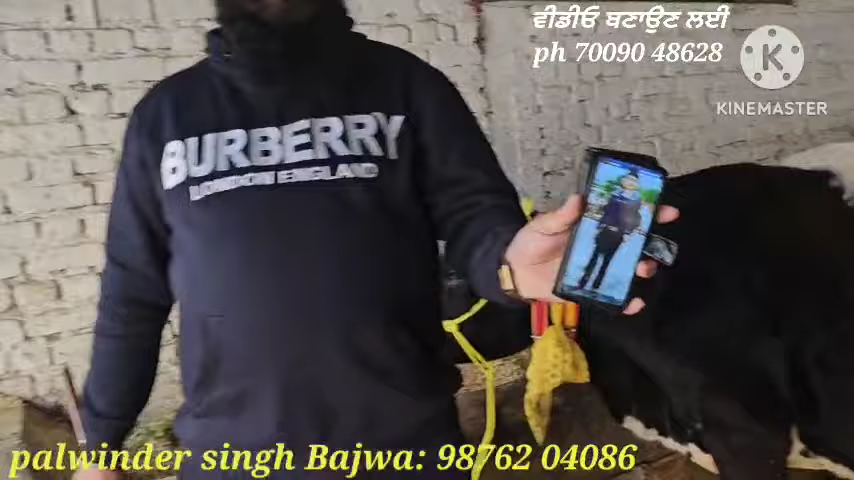 ਵੀਡੀਓ ਬਣਾਉਣ ਲਈ
ph 70090 48628
KINEMASTER
BURBERRY
LONDON ENGLAND
palwinder singh Bajwa: 98762 04086